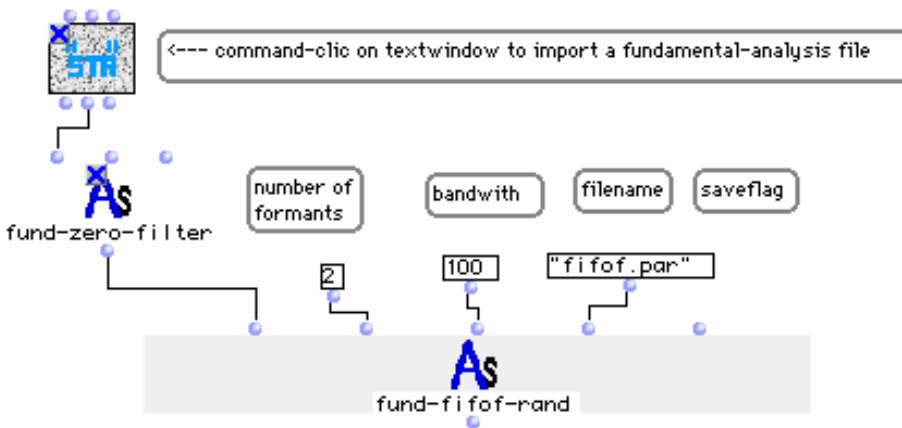 "STR"
<--- command-clic on textwindow to import a fundamental-analysis file
As
fund-zero-filter
number of
formants
bandwith
filename
saveflag
2
100
"fifof.par"
As
fund-fifof-rand